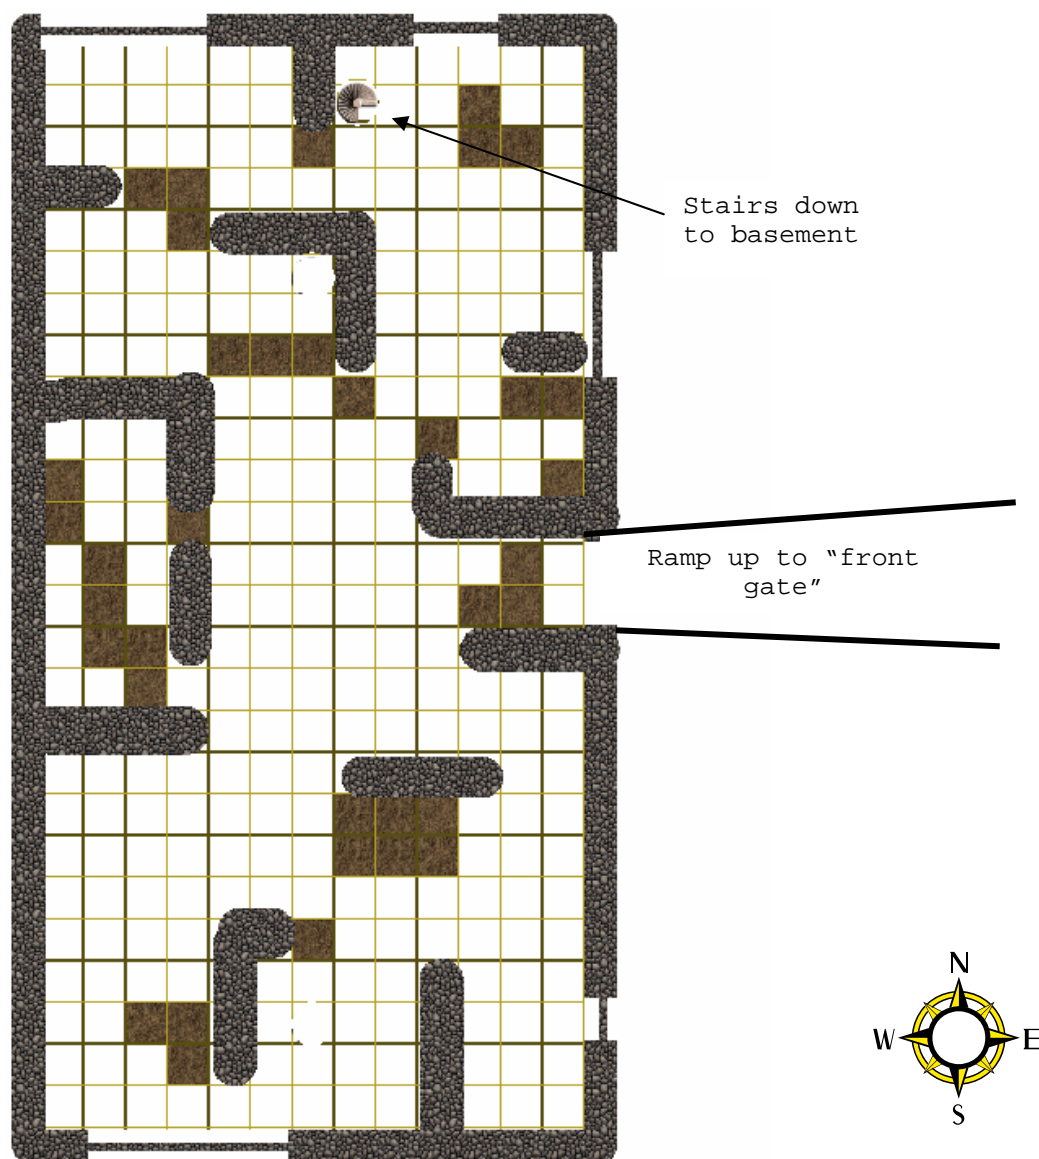 Stairs down
to basement
Ramp up to “front
gate”
N
W E
S